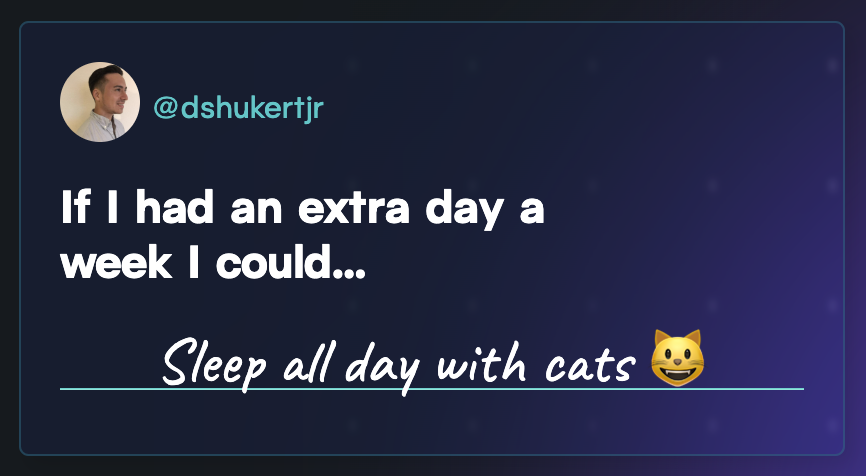 @dshukertjr
If I had an extra day a
week I could...
Sleep all day with cats 😺